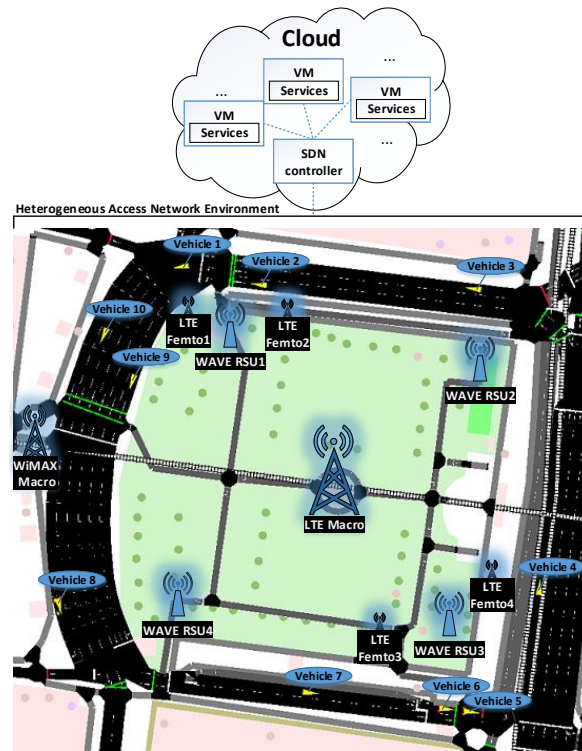 Cloud
...
VM
Services
...
VM
Services
VM
Services
...
SDN
controller
Heterogeneous Access Network Environment
Vehicle 1
Vehicle 2
Vehicle 3
Vehicle 10
LTE
Femto1
LTE
Femto2
WAVE RSU1
Vehicle 9
WAVE RSU2
WiMAX
Macro
LTE Macro
Vehicle 8
Vehicle 4
LTE
Femto4
WAVE RSU4
LTE
Femto3
WAVE RSU3
Vehicle 7
Vehicle 6
Vehicle 5